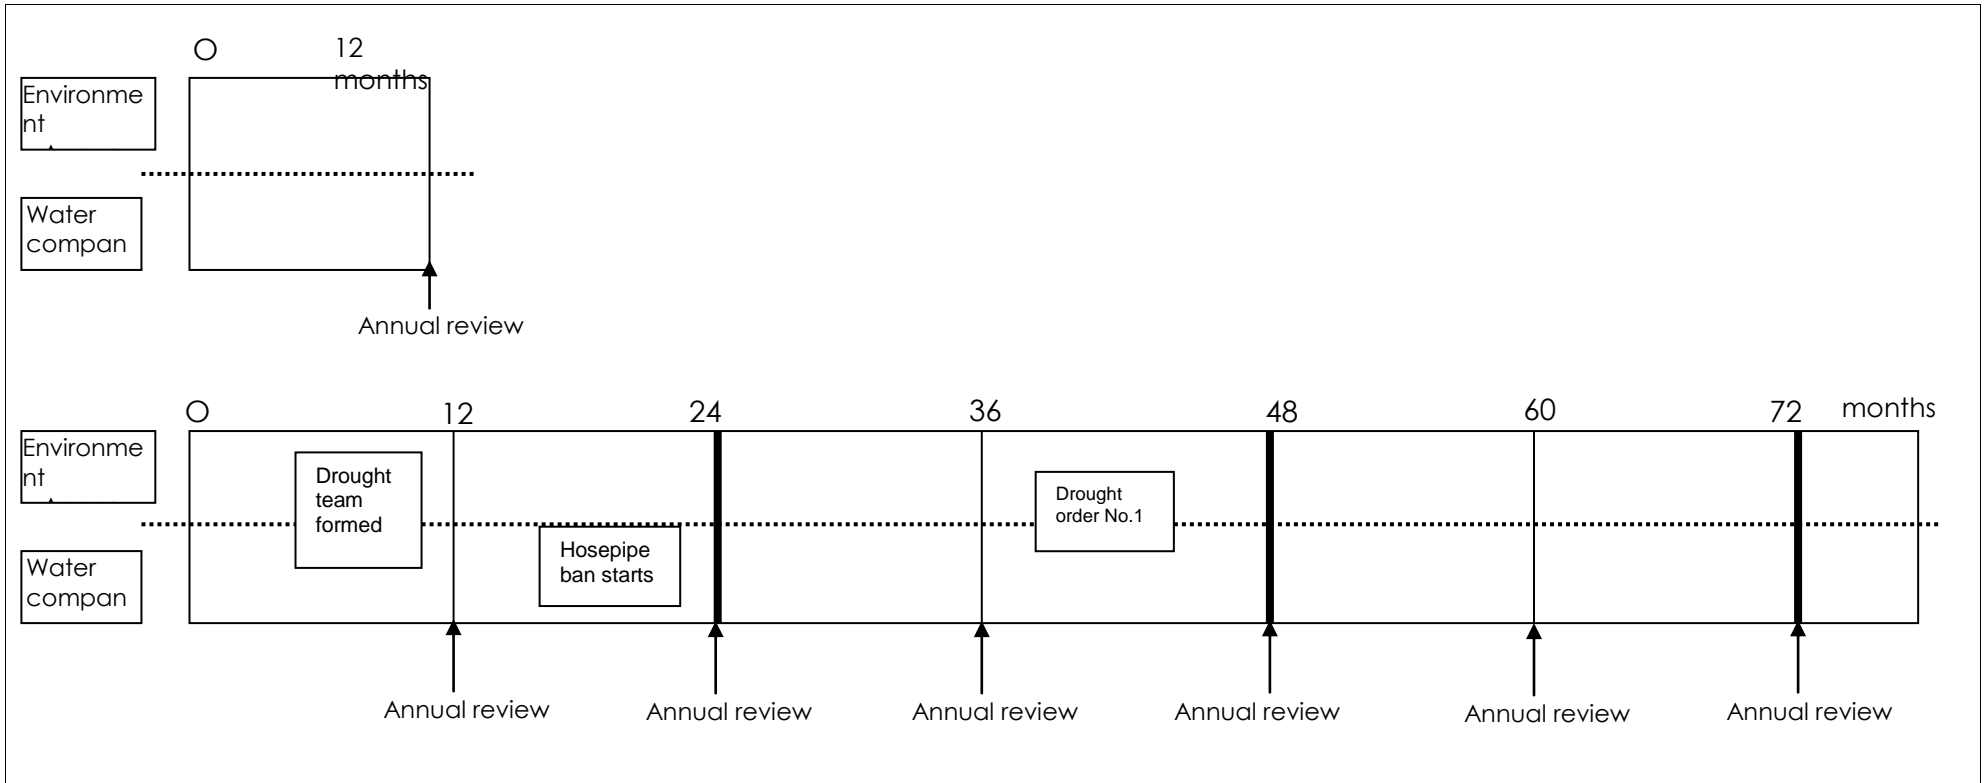 O
12
months
Environme
nt
Water
compan
Annual review
O 12 24 36 48 60 72 months
Environme
nt
Drought
team
formed
Drought
order No.1
Hosepipe
ban starts
Water
compan
Annual review Annual review Annual review Annual review Annual review Annual review